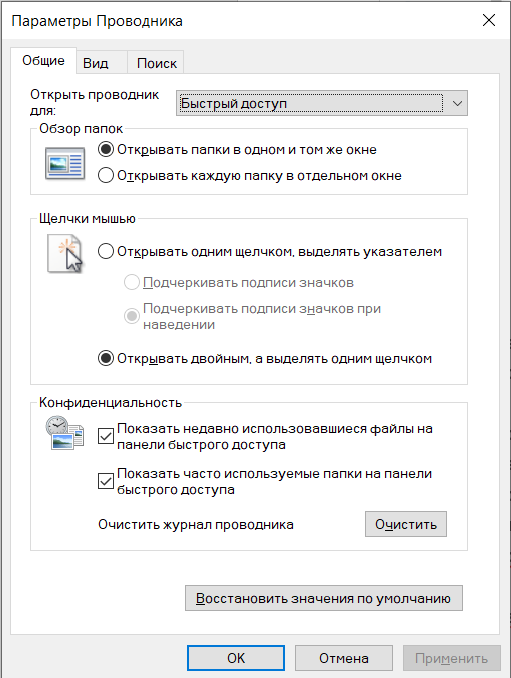 Параметры Проводника
Общие
Вид
Поиск
Открыть проводник
для:
Быстрый доступ
Обзор папок
Открывать папки в одном и том же окне
Открывать каждую папку в отдельном окне
Щелчки мышью
Открывать одним щелчком, выделять указателем
Подчеркивать подписи значков
Подчеркивать подписи значков при
наведении
Открывать двойным, а выделять одним щелчком
Конфиденциальность
Показать недавно использовавшиеся файлы на
панели быстрого доступа
Показать часто используемые папки на панели
быстрого доступа
Очистить журнал проводника
Очистить
Восстановить значения по умолчанию
ОК
Отмена
Применить